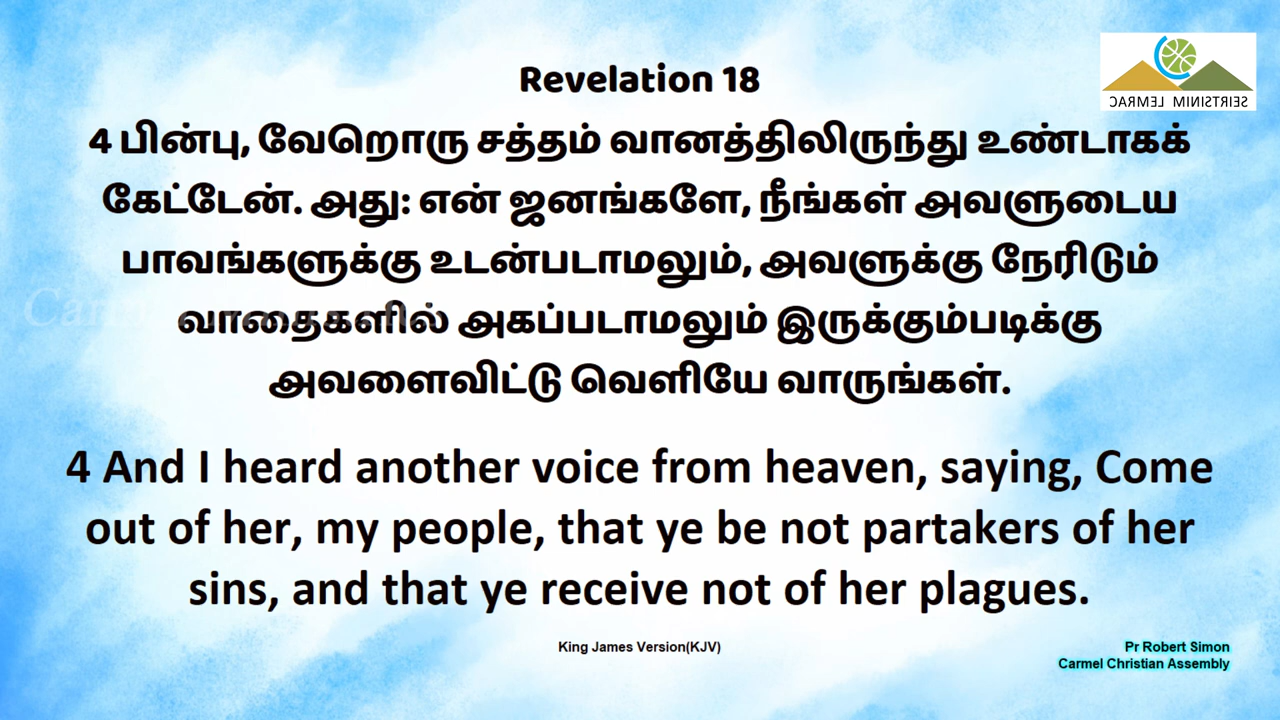 Revelation 18
CARMEL MINISTRIES
4 பின்பு, வேறொரு சத்தம் வானத்திலிருந்து உண்டாகக்
கேட்டேன். அது: என் ஜனங்களே, நீங்கள் அவளுடைய
பாவங்களுக்கு உடன்படாமலும், அவளுக்கு நேரிடும்
வாதைகளில் அகப்படாமலும் இருக்கும்படிக்கு
அவளைவிட்டு வெளியே வாருங்கள்.
4 And I heard another voice from heaven, saying, Come
out of her, my people, that ye be not partakers of her
sins, and that ye receive not of her plagues.
King James Version(KJV)
Pr Robert Simon
Carmel Christian Assembly